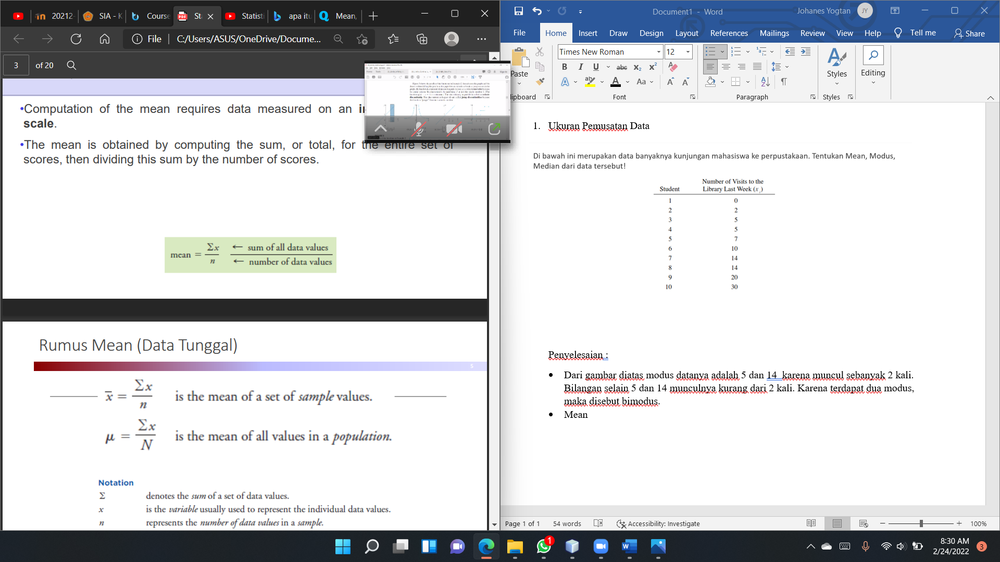 20212
SIA - K
Course
St
Statisti
apa itu
Mean,
File
C:/Users/ASUS/OneDrive/Docume...
3 of 20
•Computation of the mean requires data measured on an
scale.
•The mean is obtained by computing the sum, or total, for the entire set of
scores, then dividing this sum by the number of scores.
mean = Σx / n ← sum of all data values
← number of data values
Rumus Mean (Data Tunggal)
5
x̄ = Σx / n is the mean of a set of sample values.
μ = Σx / N is the mean of all values in a population.
Notation
Σ denotes the sum of a set of data values.
x is the variable usually used to represent the individual data values.
n represents the number of data values in a sample.
Document1 - Word
Johanes Yogtan
JY
File Home Insert Draw Design Layout References Mailings Review View Help Tell me Share
Times New Roman 12
Paste
lipboard
Font
Paragraph
Styles
Styles
Editing
1. Ukuran Pemusatan Data
Di bawah ini merupakan data banyaknya kunjungan mahasiswa ke perpustakaan. Tentukan Mean, Modus,
Median dari data tersebut!
Number of Visits to the
Student Library Last Week (xᵢ)
1 0
2 2
3 5
4 5
5 7
6 10
7 14
8 14
9 20
10 30
Penyelesaian :
• Dari gambar diatas modus datanya adalah 5 dan 14 karena muncul sebanyak 2 kali.
Bilangan selain 5 dan 14 munculnya kurang dari 2 kali. Karena terdapat dua modus,
maka disebut bimodus.
• Mean
Page 1 of 1 54 words Accessibility: Investigate 100%
1
8:30 AM
2/24/2022
3